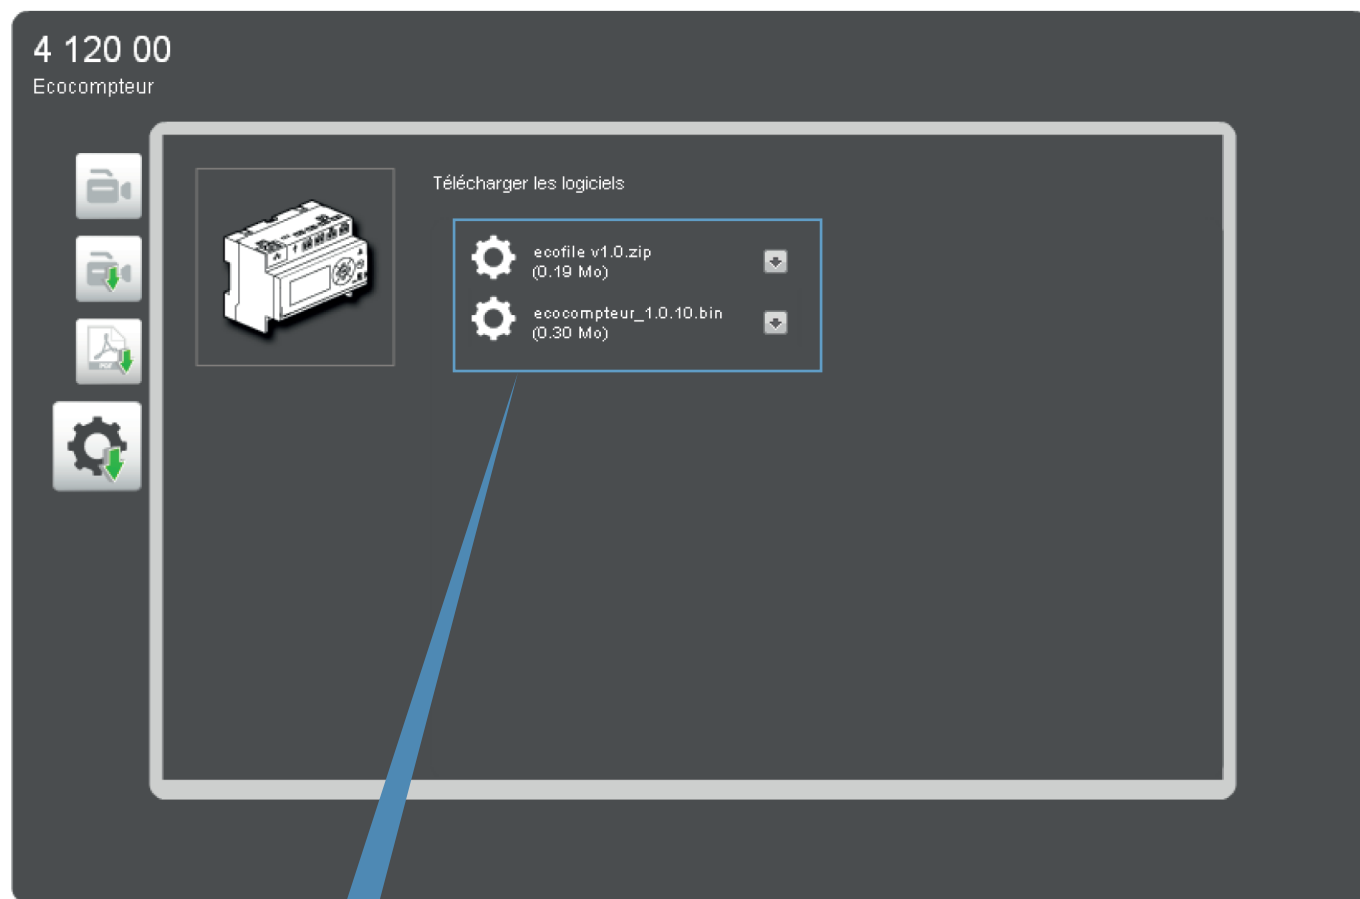 4 120 00
Ecocompteur
Télécharger les logiciels
ecofile v1.0.zip
(0.19 Mo)
ecocompteur_1.0.10.bin
(0.30 Mo)
PDF